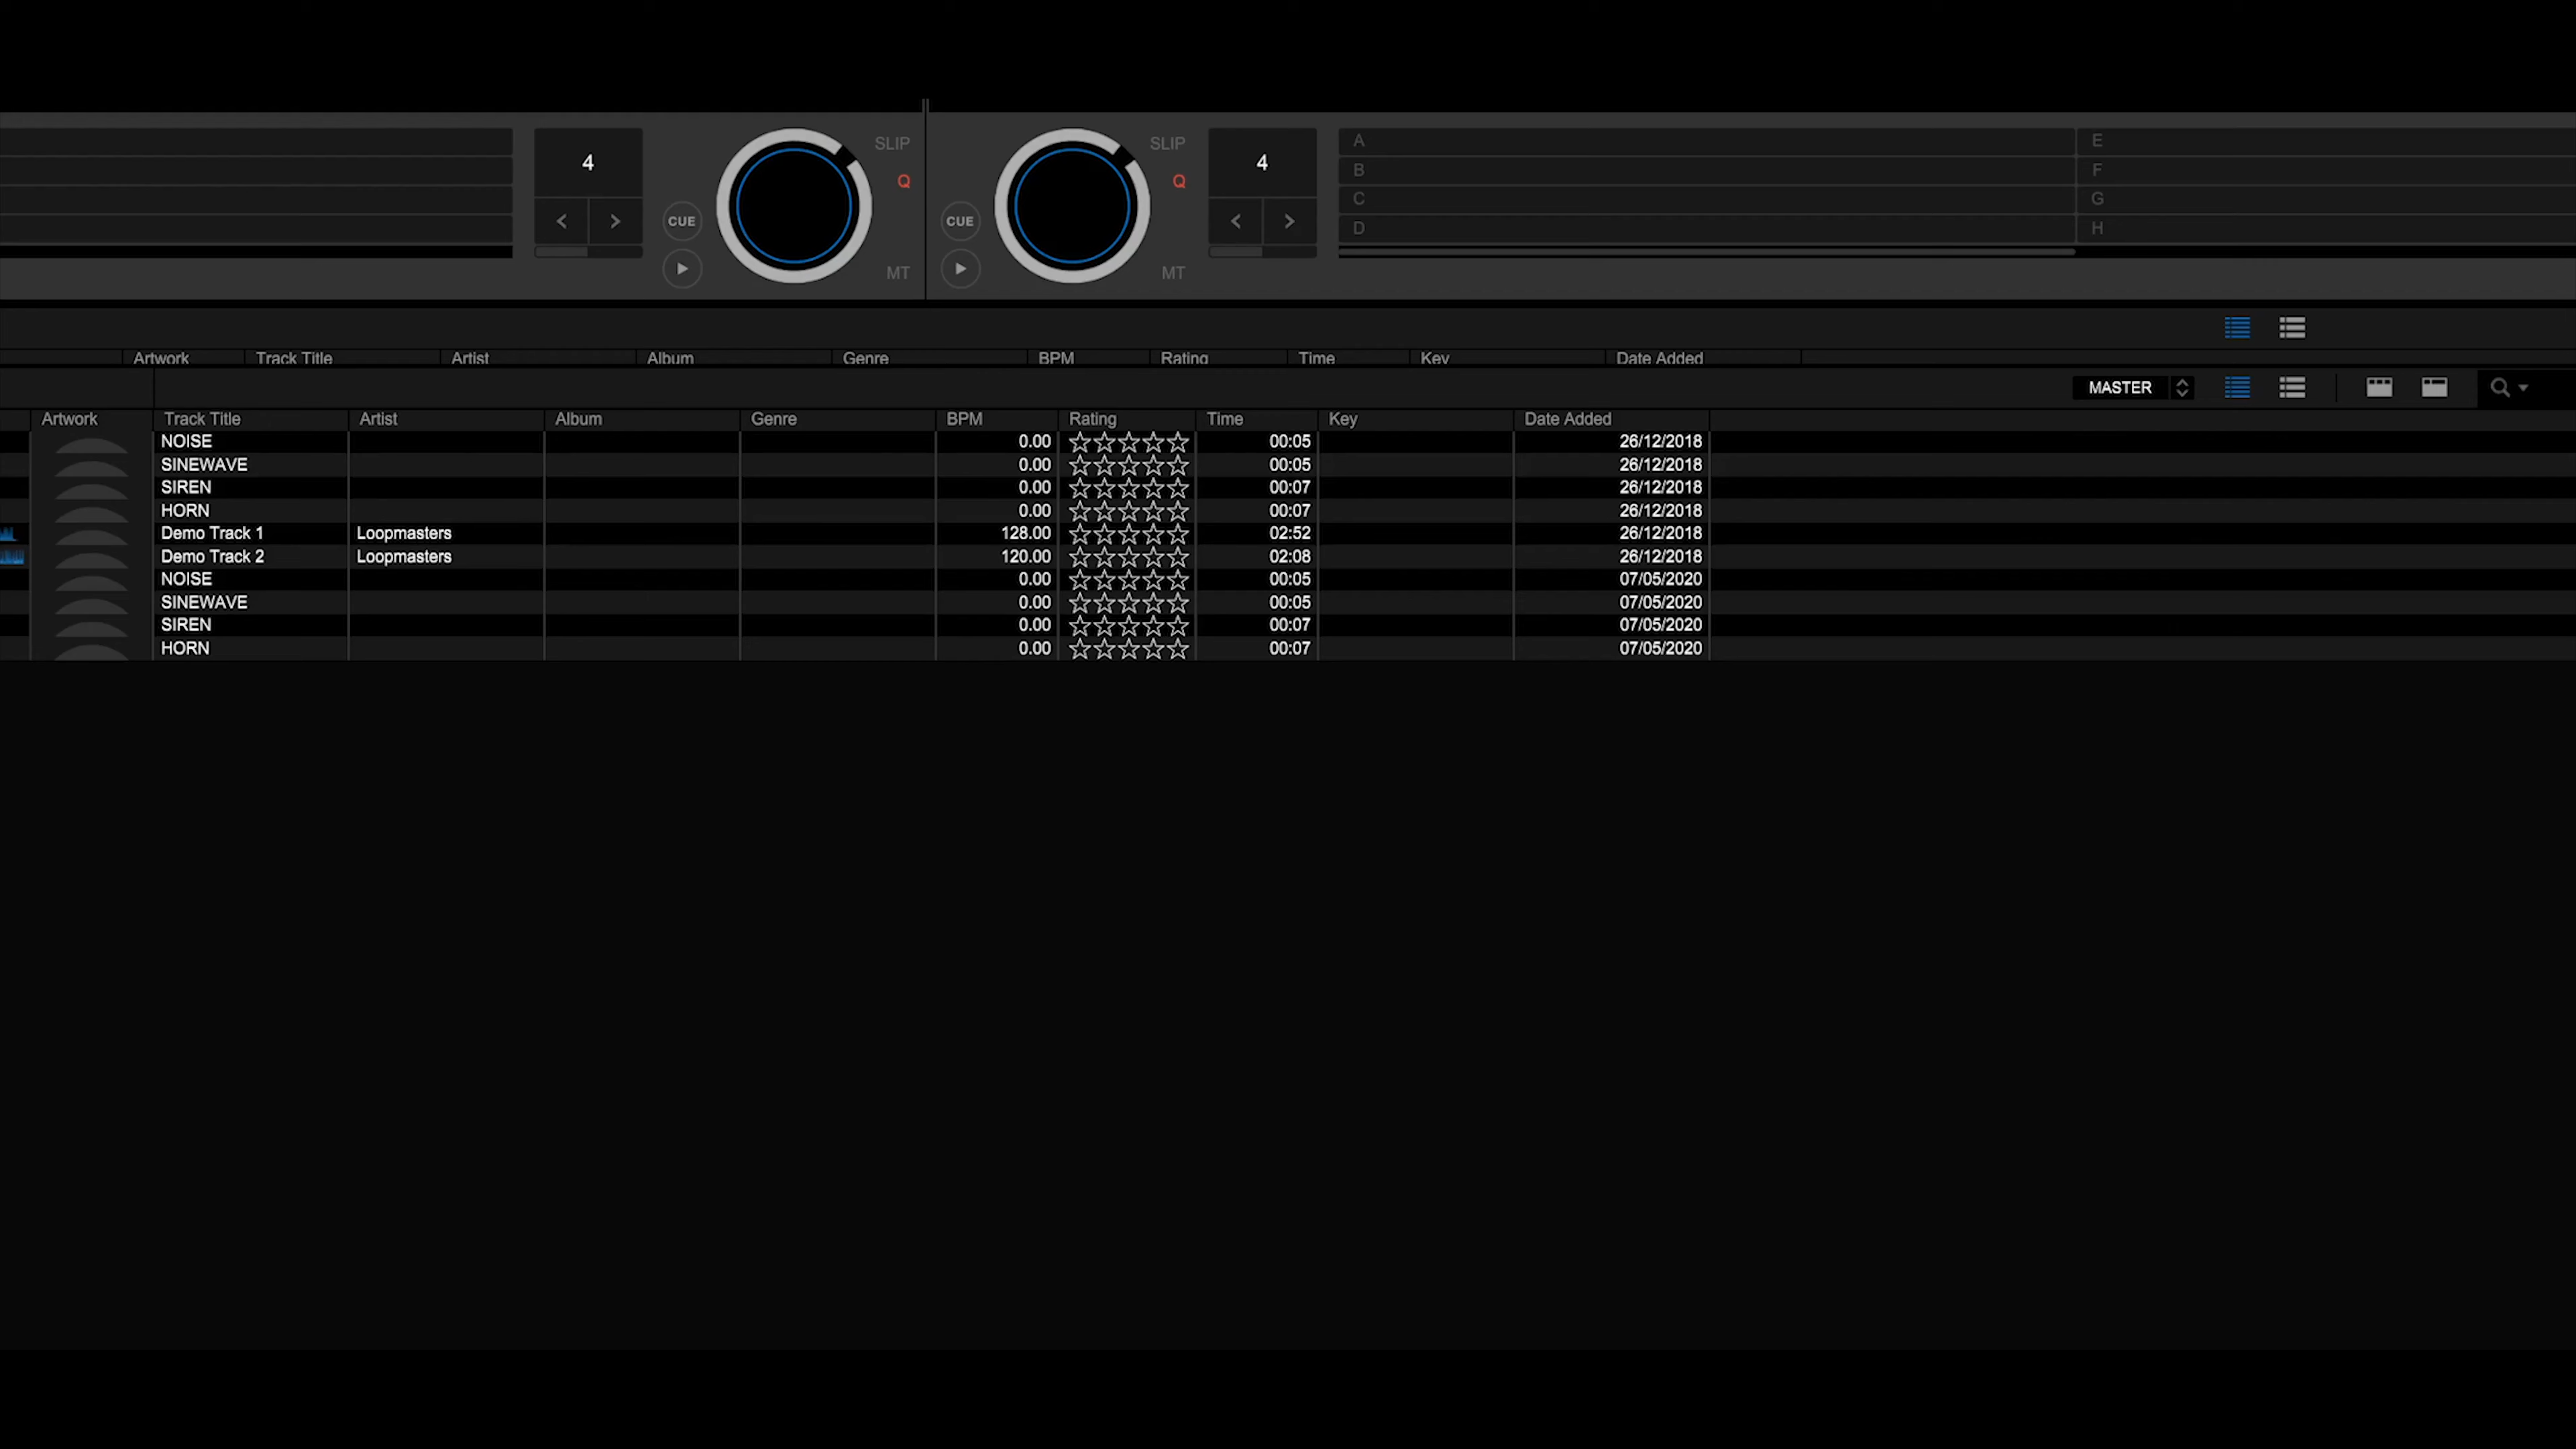 4 SLIP SLIP 4 A E
Q Q B F
< > CUE CUE < > C G
D H
MT MT
Artwork Track Title Artist Album Genre BPM Rating Time Key Date Added
MASTER
Artwork Track Title Artist Album Genre BPM Rating Time Key Date Added
NOISE 0.00 00:05 26/12/2018
SINEWAVE 0.00 00:05 26/12/2018
SIREN 0.00 00:07 26/12/2018
HORN 0.00 00:07 26/12/2018
Demo Track 1 Loopmasters 128.00 02:52 26/12/2018
Demo Track 2 Loopmasters 120.00 02:08 26/12/2018
NOISE 0.00 00:05 07/05/2020
SINEWAVE 0.00 00:05 07/05/2020
SIREN 0.00 00:07 07/05/2020
HORN 0.00 00:07 07/05/2020